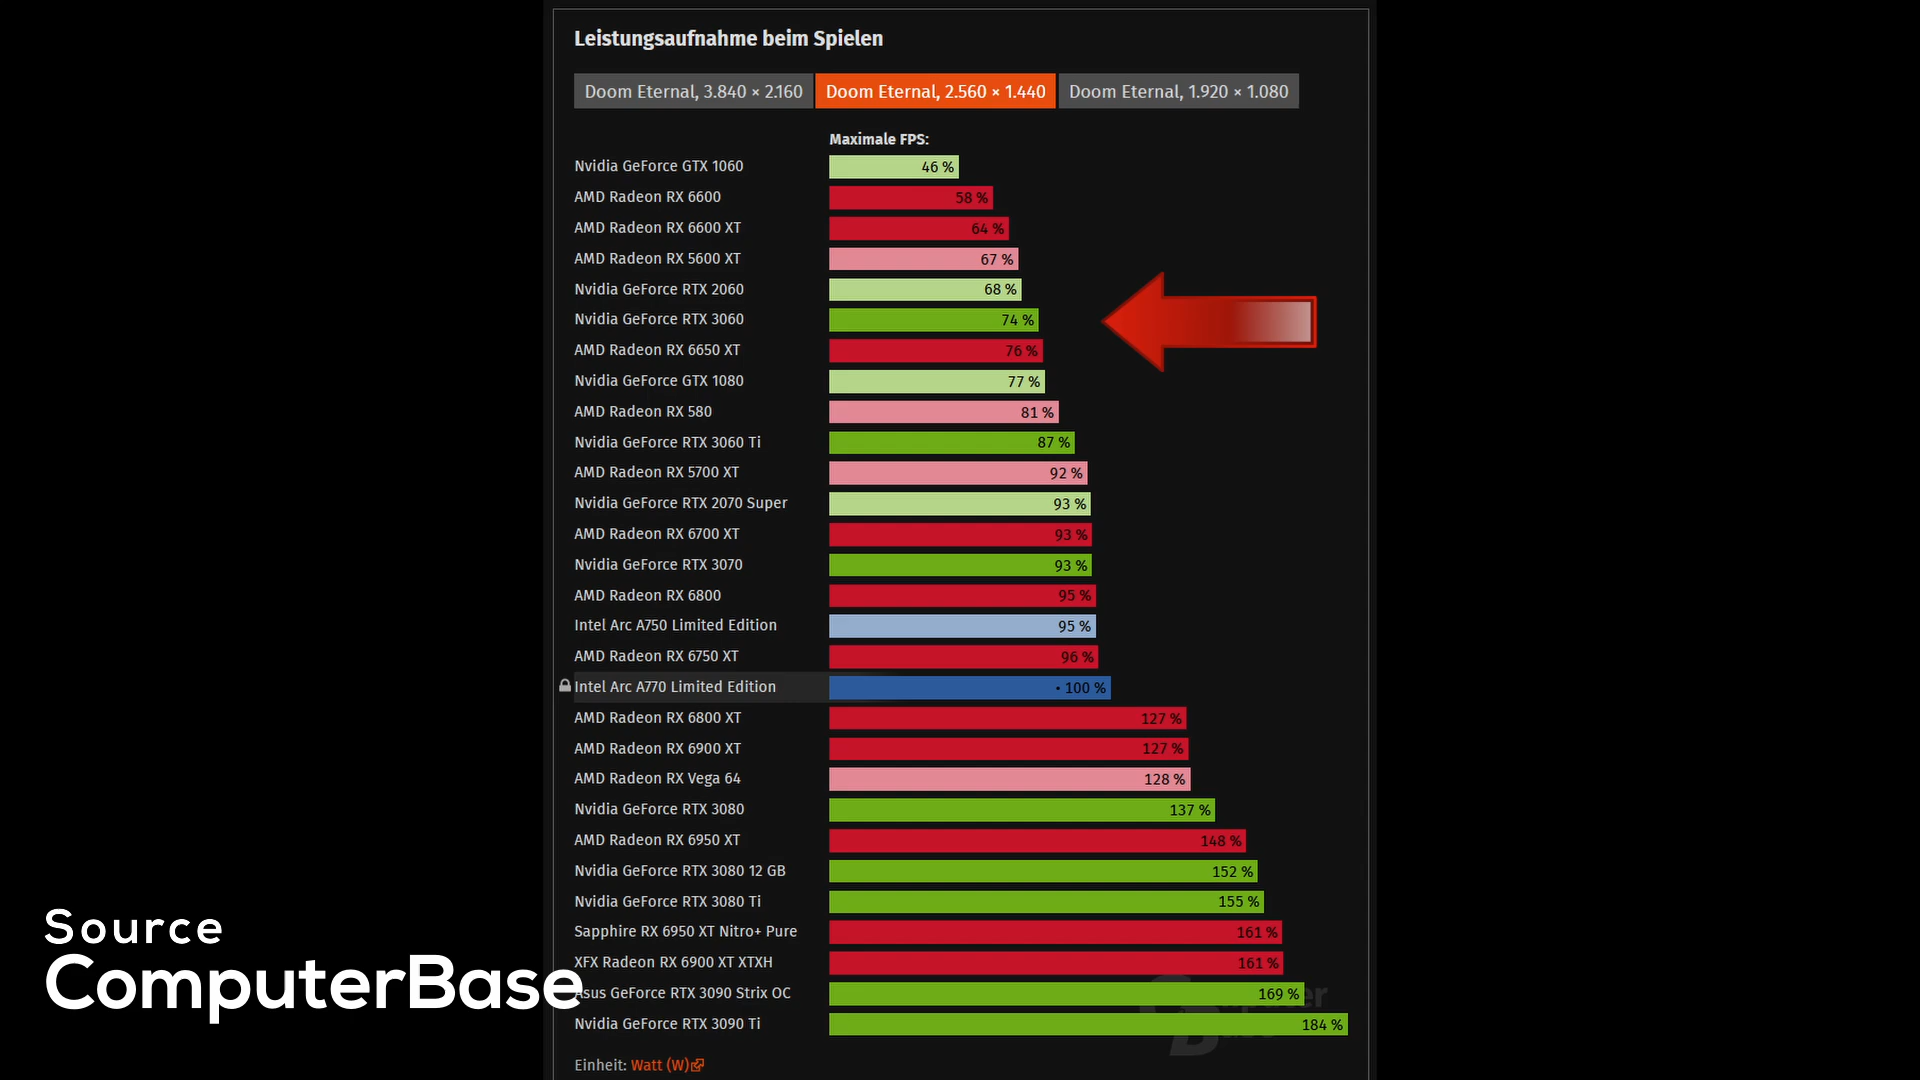 Leistungsaufnahme beim Spielen
Doom Eternal, 3.840 × 2.160 Doom Eternal, 2.560 × 1.440 Doom Eternal, 1.920 × 1.080
Maximale FPS:
Nvidia GeForce GTX 1060 46 %
AMD Radeon RX 6600 58 %
AMD Radeon RX 6600 XT 64 %
AMD Radeon RX 5600 XT 67 %
Nvidia GeForce RTX 2060 68 %
Nvidia GeForce RTX 3060 74 %
AMD Radeon RX 6650 XT 76 %
Nvidia GeForce GTX 1080 77 %
AMD Radeon RX 580 81 %
Nvidia GeForce RTX 3060 Ti 87 %
AMD Radeon RX 5700 XT 92 %
Nvidia GeForce RTX 2070 Super 93 %
AMD Radeon RX 6700 XT 93 %
Nvidia GeForce RTX 3070 93 %
AMD Radeon RX 6800 95 %
Intel Arc A750 Limited Edition 95 %
AMD Radeon RX 6750 XT 96 %
Intel Arc A770 Limited Edition • 100 %
AMD Radeon RX 6800 XT 127 %
AMD Radeon RX 6900 XT 127 %
AMD Radeon RX Vega 64 128 %
Nvidia GeForce RTX 3080 137 %
AMD Radeon RX 6950 XT 148 %
Nvidia GeForce RTX 3080 12 GB 152 %
Nvidia GeForce RTX 3080 Ti 155 %
Sapphire RX 6950 XT Nitro+ Pure 161 %
XFX Radeon RX 6900 XT XTXH 161 %
Asus GeForce RTX 3090 Strix OC 169 %
Nvidia GeForce RTX 3090 Ti 184 %
Einheit: Watt (W)
Source
ComputerBase